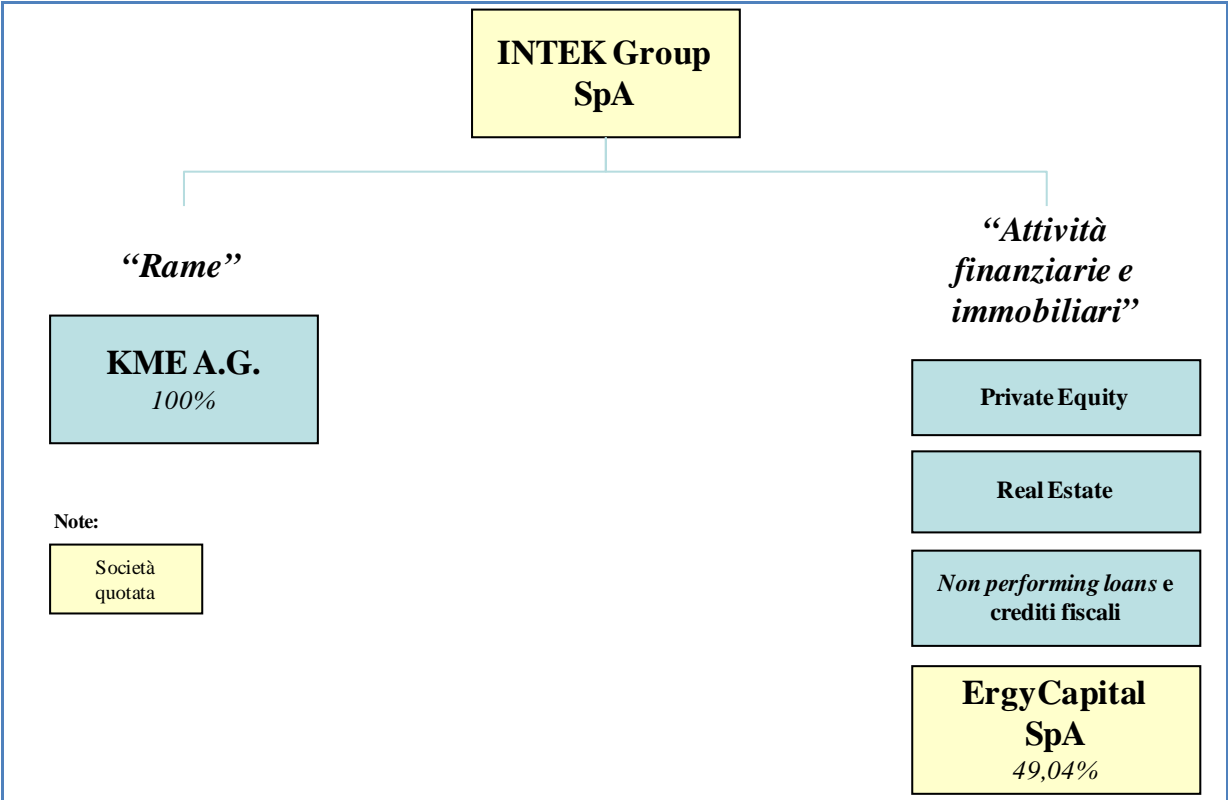 INTEK Group
SpA
“Rame”
KME A.G.
100%
Note:
Società
quotata
“Attività
finanziarie e
immobiliari”
Private Equity
Real Estate
Non performing loans e
crediti fiscali
ErgyCapital
SpA
49,04%